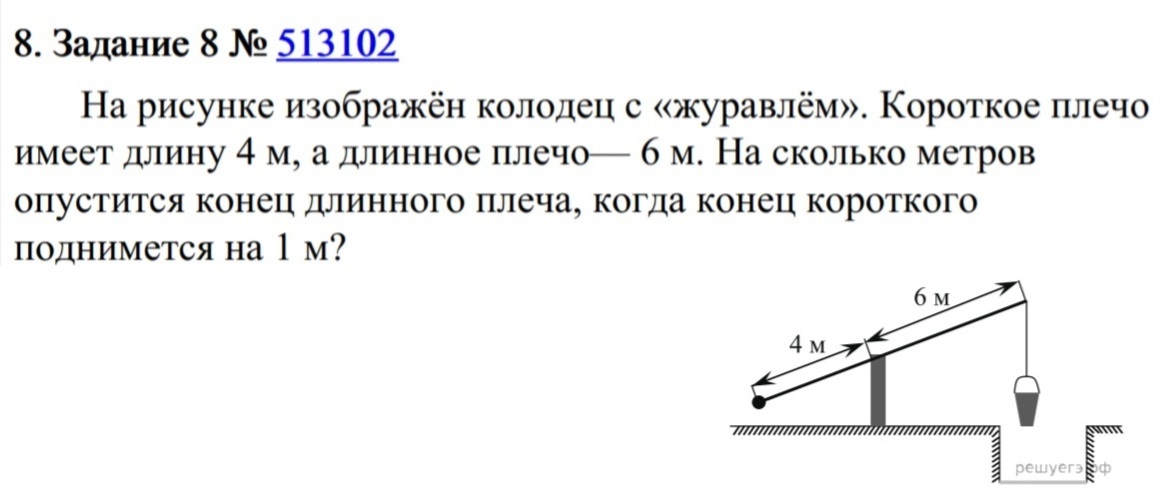 8. Задание 8 № 513102
На рисунке изображён колодец с «журавлём». Короткое плечо
имеет длину 4 м, а длинное плечо— 6 м. На сколько метров
опустится конец длинного плеча, когда конец короткого
поднимется на 1 м?
6 м
4 м
решуегэ.рф